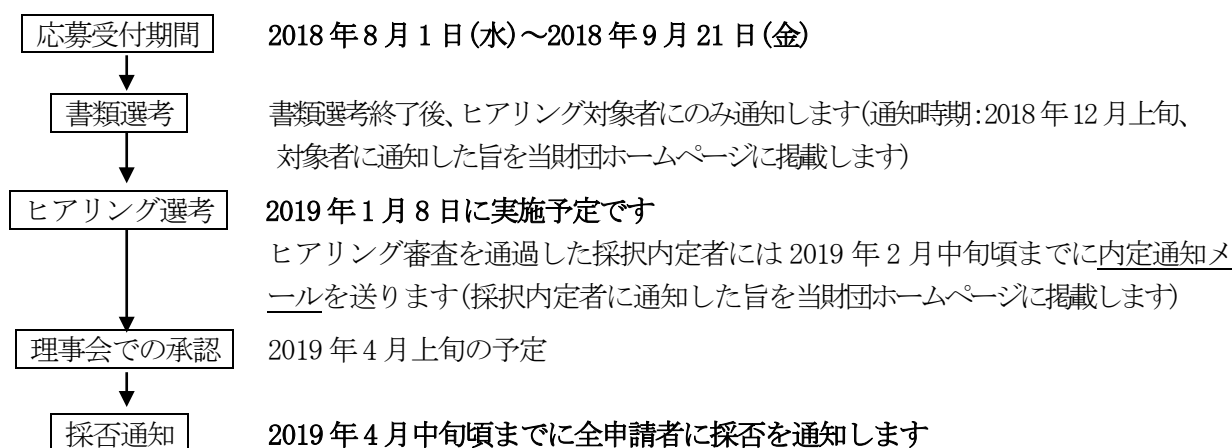 応募受付期間 2018年8月1日(水)～2018年9月21日(金)
書類選考 書類選考終了後、ヒアリング対象者にのみ通知します(通知時期:2018年12月上旬、
対象者に通知した旨を当財団ホームページに掲載します)
ヒアリング選考 2019年1月8日に実施予定です
ヒアリング審査を通過した採択内定者には2019年2月中旬頃までに内定通知メ
ールを送ります(採択内定者に通知した旨を当財団ホームページに掲載します)
理事会での承認 2019年4月上旬の予定
採否通知 2019年4月中旬頃までに全申請者に採否を通知します